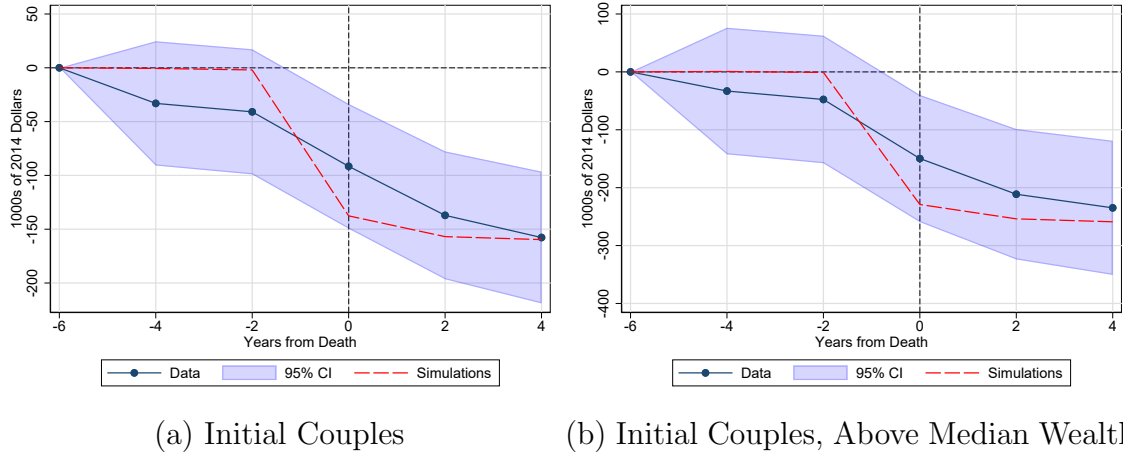 1000s of 2014 Dollars
50
0
-50
-100
-150
-200
-6
-4
-2
0
2
4
Years from Death
Data
95% CI
Simulations
(a) Initial Couples
1000s of 2014 Dollars
100
0
-100
-200
-300
-400
-6
-4
-2
0
2
4
Years from Death
Data
95% CI
Simulations
(b) Initial Couples, Above Median Wealt